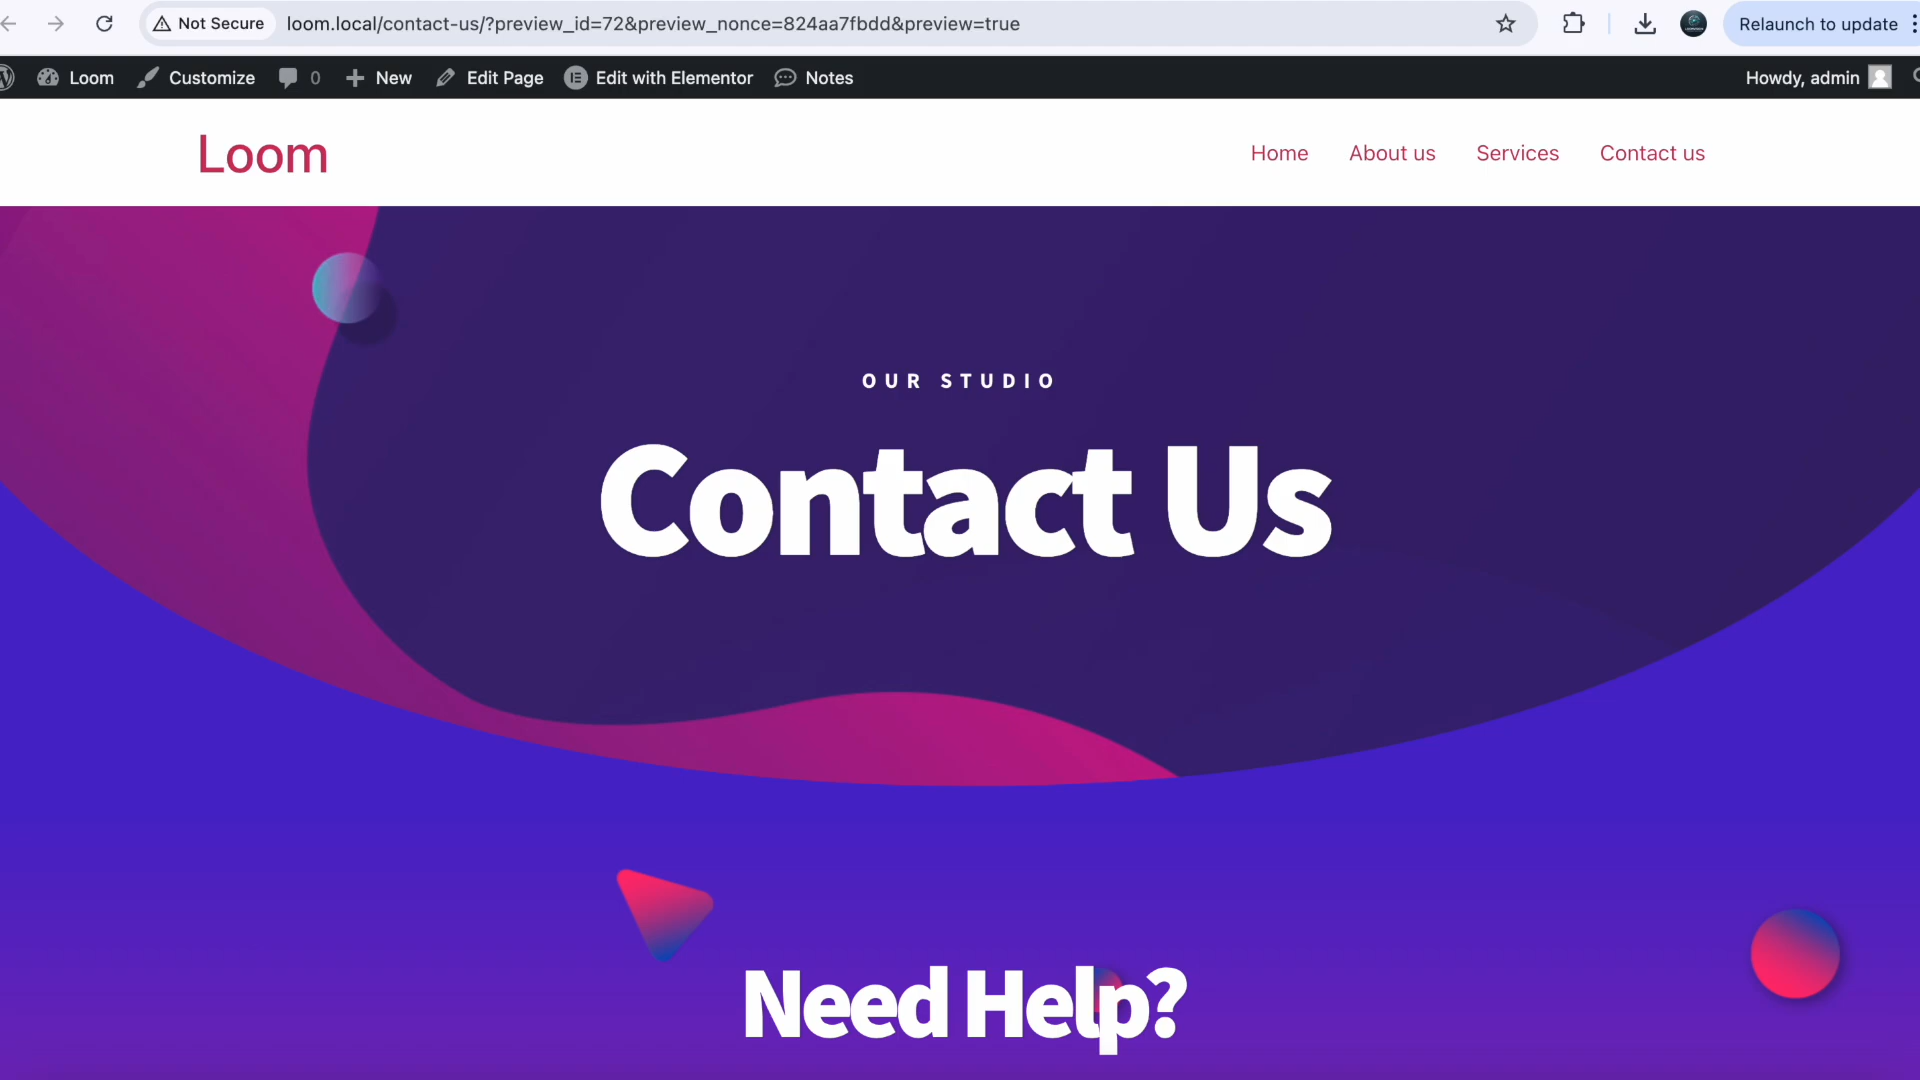 Not Secure loom.local/contact-us/?preview_id=72&preview_nonce=824aa7fbdd&preview=true Relaunch to update
Loom Customize 0 New Edit Page Edit with Elementor Notes Howdy, admin
Loom Home About us Services Contact us
OUR STUDIO
Contact Us
Need Help?